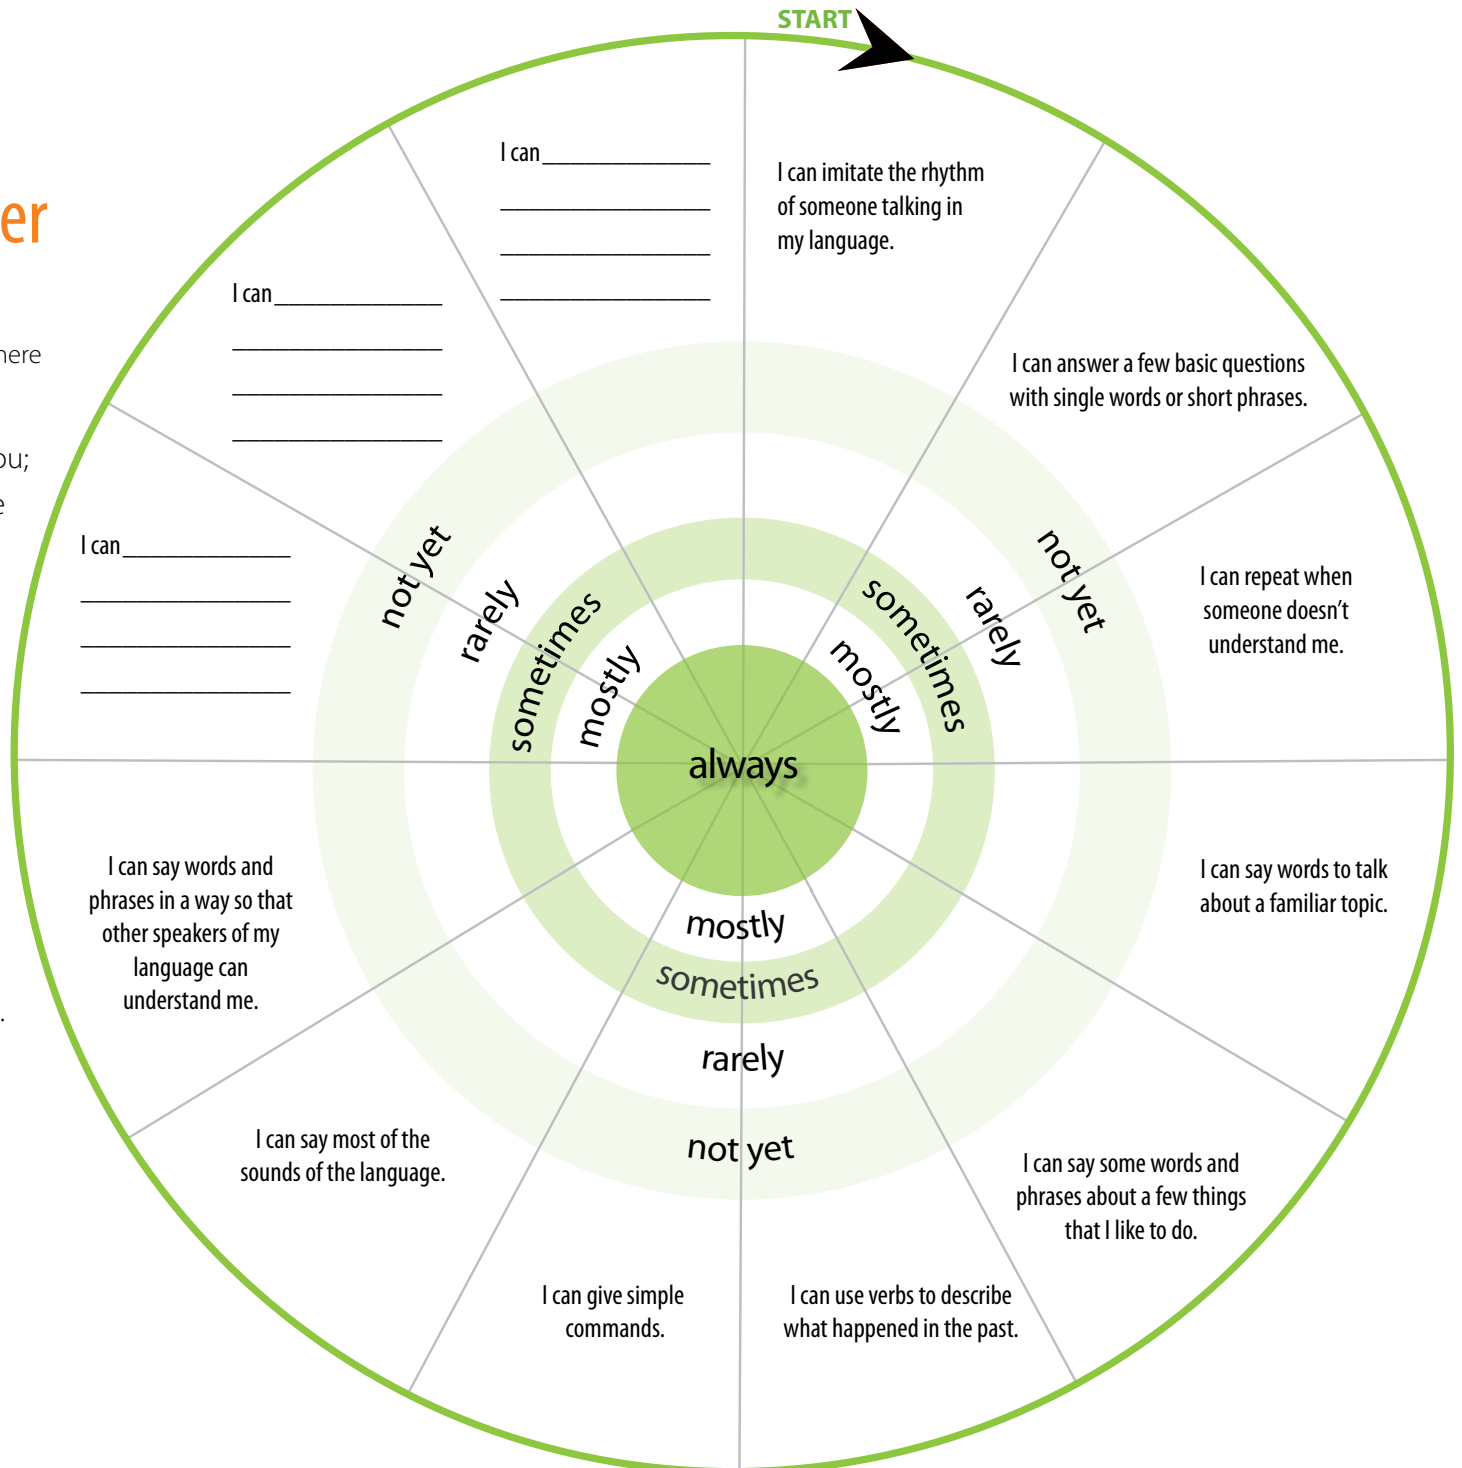 START
er
here
ou;
e
.
I can imitate the rhythm
of someone talking in
my language.
I can answer a few basic questions
with single words or short phrases.
I can repeat when
someone doesn't
understand me.
I can say words to talk
about a familiar topic.
I can say some words and
phrases about a few things
that I like to do.
I can use verbs to describe
what happened in the past.
I can give simple
commands.
I can say most of the
sounds of the language.
I can say words and
phrases in a way so that
other speakers of my
language can
understand me.
I can
I can
I can
not yet
rarely
sometimes
mostly
always
mostly
sometimes
rarely
not yet
mostly
sometimes
rarely
not yet